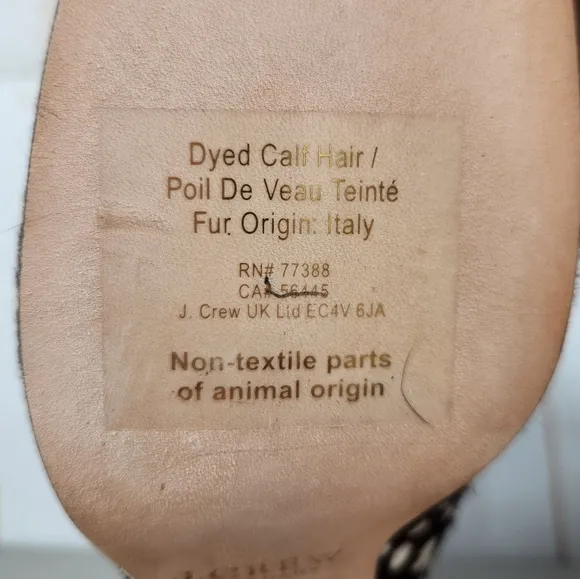 Dyed Calf Hair /
Poil De Veau Teinté
Fur Origin: Italy
RN# 77388
CA# 56445
J. Crew UK Ltd EC4V 6JA
Non-textile parts
of animal origin